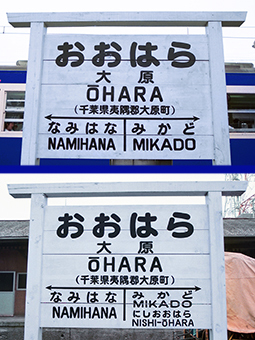 おおはら
大原
ŌHARA
(千葉県夷隅郡大原町)
なみはな みかど
NAMIHANA MIKADO
おおはら
大原
ŌHARA
(千葉県夷隅郡大原町)
なみはな みかど
MIKADO
NAMIHANA にしおおはら
NISHI-ŌHARA